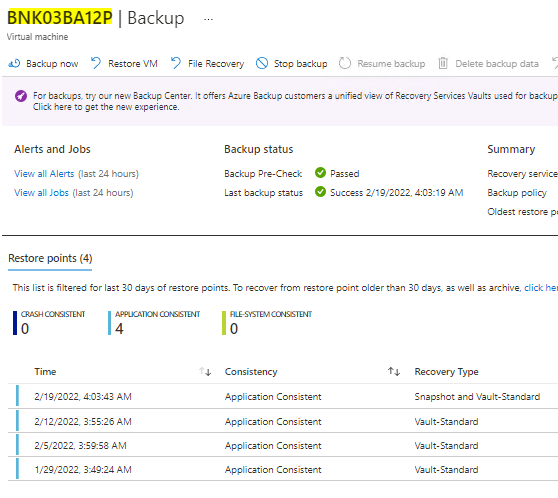 BNK03BA12P | Backup ...
Virtual machine
Backup now Restore VM File Recovery Stop backup Resume backup Delete backup data
For backups, try our new Backup Center. It offers Azure Backup customers a unified view of Recovery Services Vaults used for backup
Click here to get the new experience.
Alerts and Jobs Backup status Summary
View all Alerts (last 24 hours) Backup Pre-Check Passed Recovery service
View all Jobs (last 24 hours) Last backup status Success 2/19/2022, 4:03:19 AM Backup policy
Oldest restore po
Restore points (4)
This list is filtered for last 30 days of restore points. To recover from restore point older than 30 days, as well as archive, click he
CRASH CONSISTENT APPLICATION CONSISTENT FILE-SYSTEM CONSISTENT
0 4 0
Time Consistency Recovery Type
2/19/2022, 4:03:43 AM Application Consistent Snapshot and Vault-Standard
2/12/2022, 3:55:26 AM Application Consistent Vault-Standard
2/5/2022, 3:59:58 AM Application Consistent Vault-Standard
1/29/2022, 3:49:24 AM Application Consistent Vault-Standard